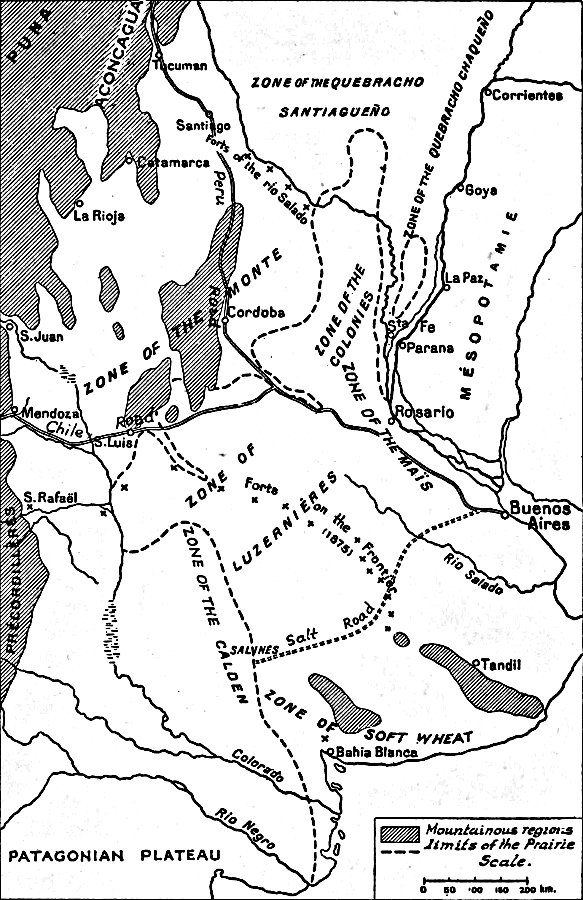 PUNA
ACONCAGUA
Tucuman
ZONE OF THE QUEBRACHO
SANTIAGUEÑO
ZONE OF THE QUEBRACHO CHAQUEÑO
Corrientes
Santiago
Forts of the rio Salado
Catamarca
Peru
Road
Goya
La Rioja
MÉSOPOTAMIE
La Paz
ZONE OF THE MONTE
Cordoba
ZONE OF THE
COLONIES
Sta Fe
Parana
S. Juan
ZONE OF THE MAÏS
Mendoza
Chile Road
S. Luis
Rosario
ZONE OF
LUZERNIÈRES
Forts on the Frontier
(1875)
S. Rafaël
Buenos
Aires
PRÉCORDILLÈRES
ZONE OF THE CALDEN
Rio Salado
Salt Road
SALINES
Tandil
ZONE OF SOFT WHEAT
Bahia Blanca
Colorado
Rio Negro
PATAGONIAN PLATEAU
Mountainous regions
limits of the Prairie
Scale.
0 50 100 150 200 km.